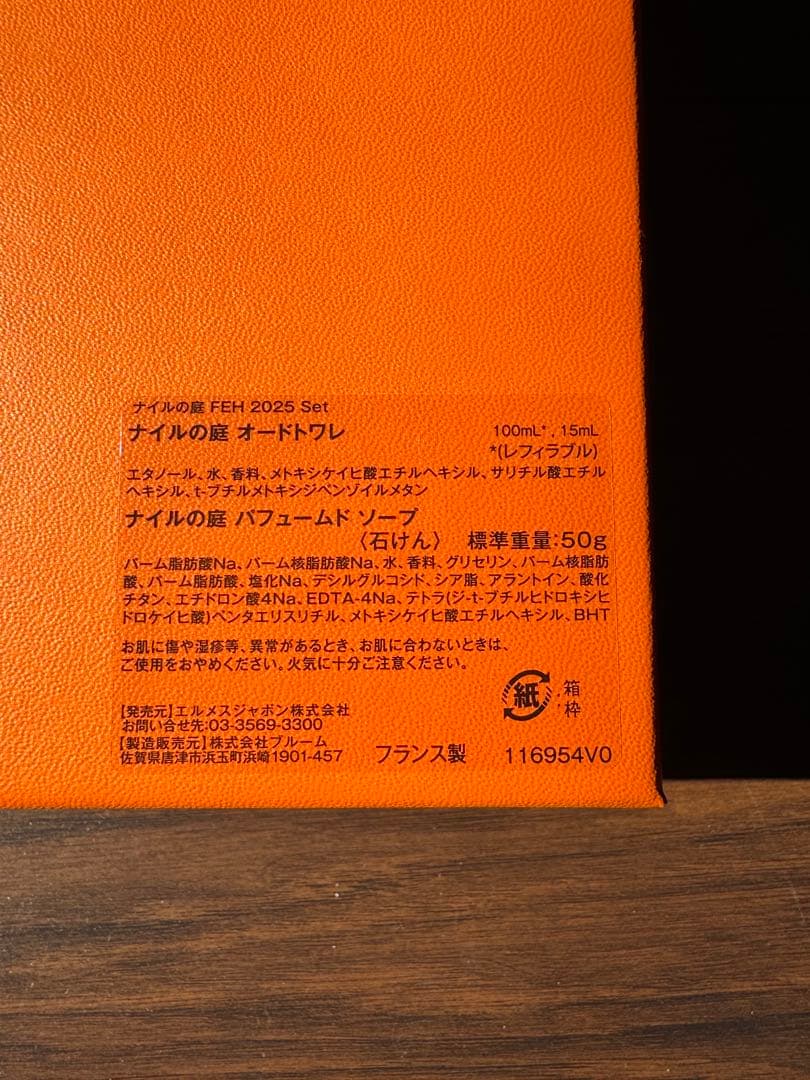 ナイルの庭 FEH 2025 Set
ナイルの庭 オードトワレ 100mL* , 15mL
*(レフィラブル)
エタノール、水、香料、メトキシケイヒ酸エチルヘキシル、サリチル酸エチル
ヘキシル、t-ブチルメトキシジベンゾイルメタン
ナイルの庭 パフュームド ソープ
〈石けん〉 標準重量:50g
パーム脂肪酸Na、パーム核脂肪酸Na、水、香料、グリセリン、パーム核脂肪
酸、パーム脂肪酸、塩化Na、デシルグルコシド、シア脂、アラントイン、酸化
チタン、エチドロン酸4Na、EDTA-4Na、テトラ(ジ-t-ブチルヒドロキシヒ
ドロケイヒ酸)ペンタエリスリチル、メトキシケイヒ酸エチルヘキシル、BHT
お肌に傷や湿疹等、異常があるとき、お肌に合わないときは、
ご使用をおやめください。火気に十分ご注意ください。
紙 : 箱
: 枠
【発売元】エルメスジャポン株式会社
お問い合せ先:03-3569-3300
【製造販売元】株式会社ブルーム
佐賀県唐津市浜玉町浜崎1901-457 フランス製 116954V0